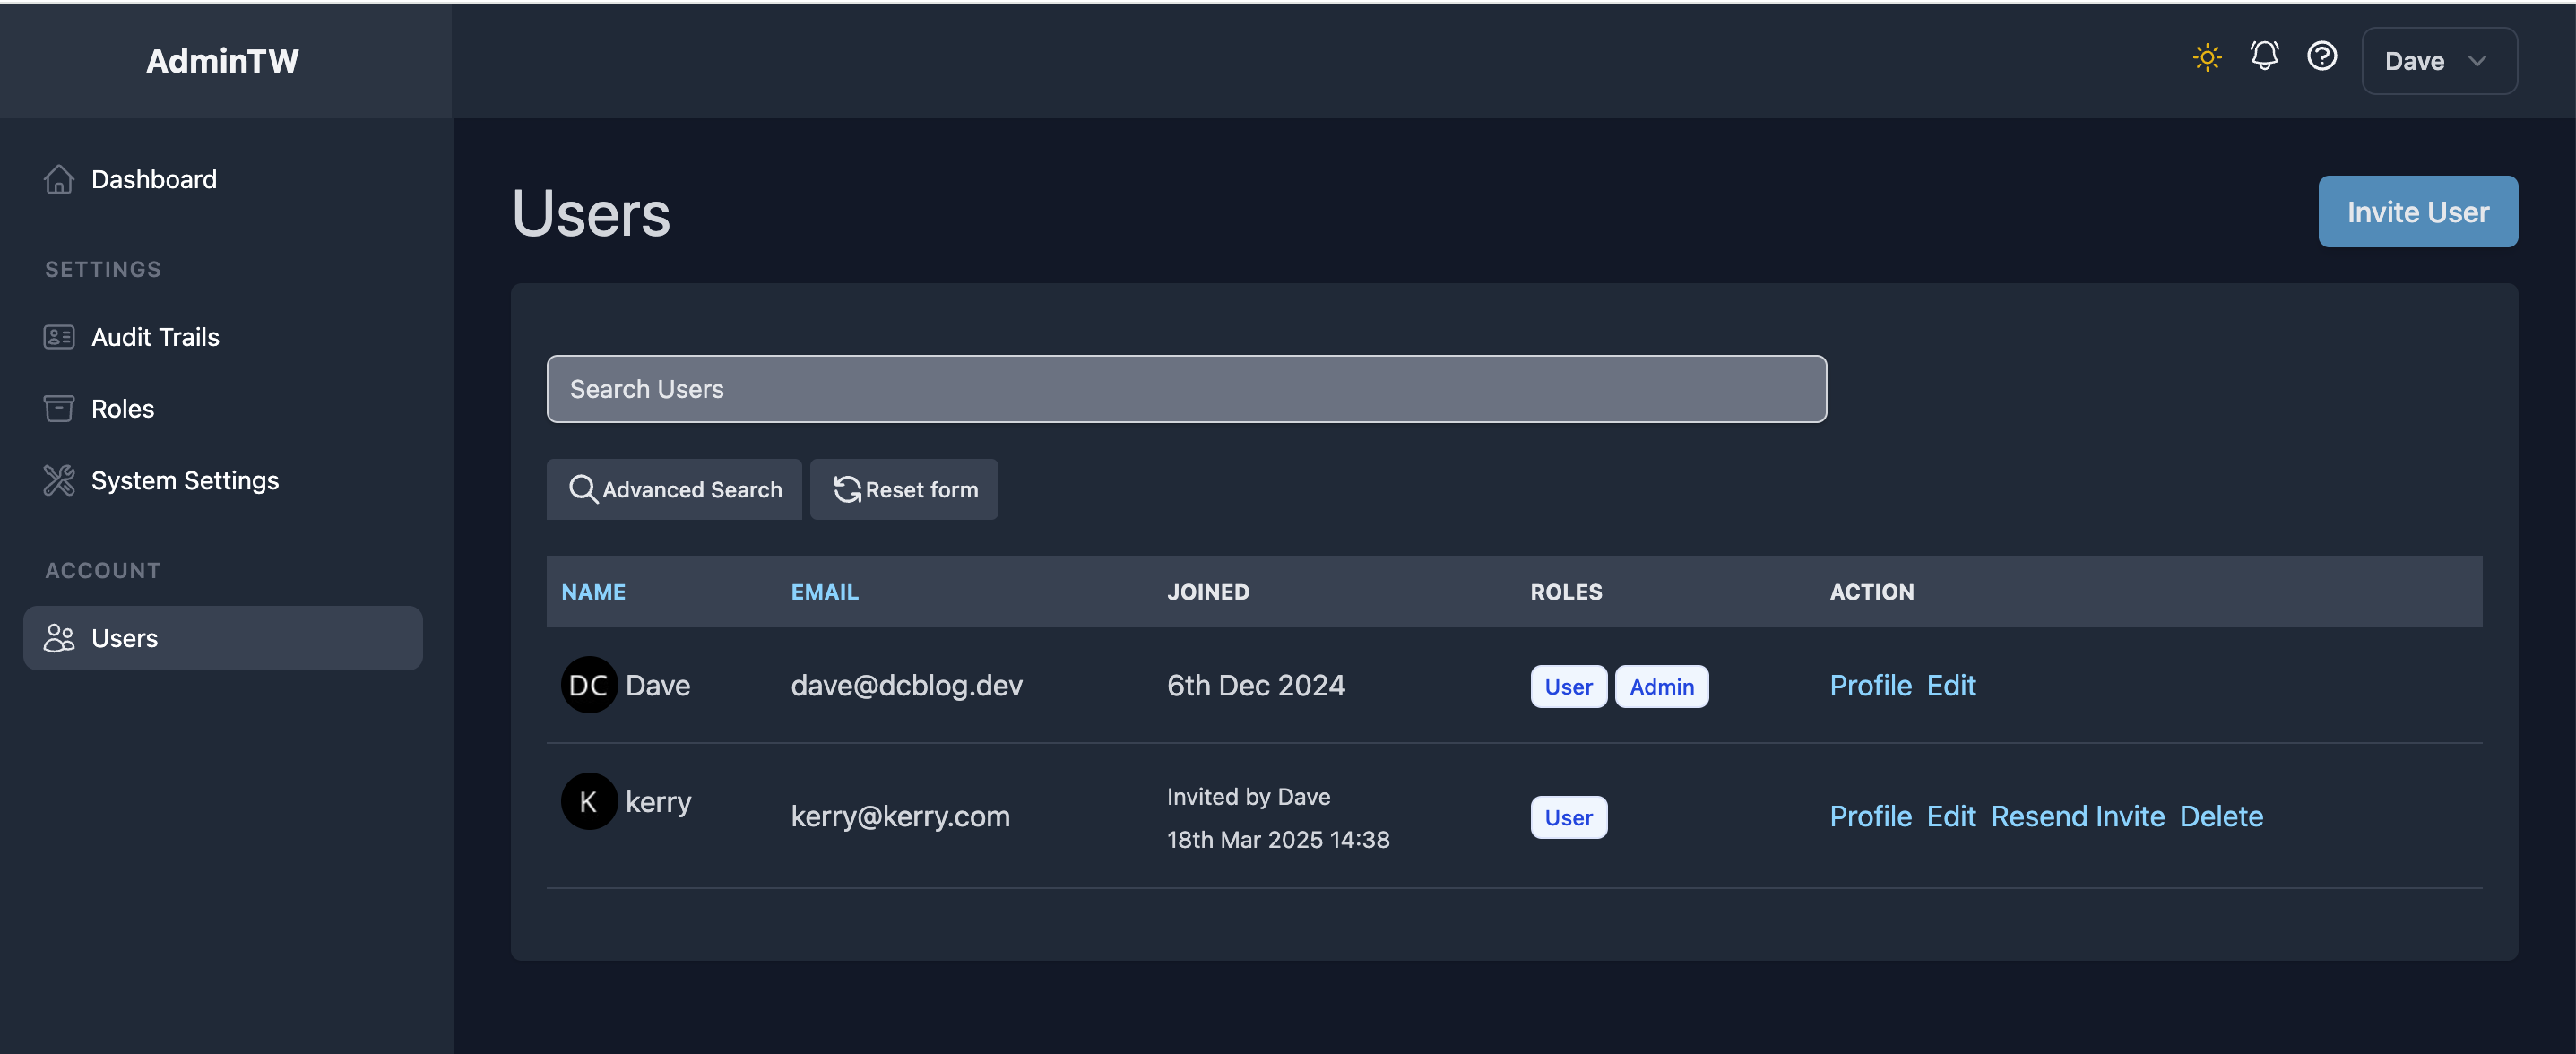 AdminTW
Dave
Dashboard
SETTINGS
Audit Trails
Roles
System Settings
ACCOUNT
Users
Users
Invite User
Search Users
Advanced Search Reset form
NAME EMAIL JOINED ROLES ACTION
DC Dave dave@dcblog.dev 6th Dec 2024 User Admin Profile Edit
K kerry kerry@kerry.com Invited by Dave
18th Mar 2025 14:38 User Profile Edit Resend Invite Delete